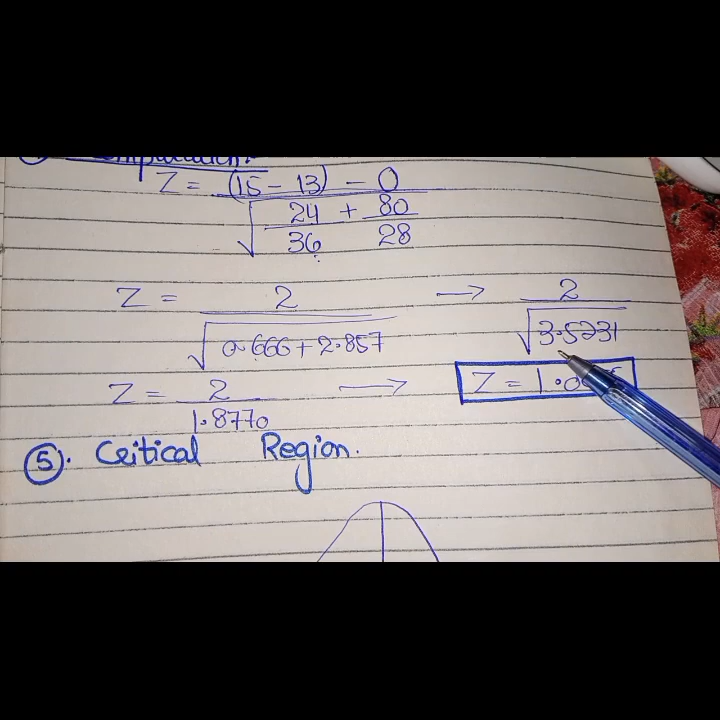 Z = (15 - 13) - 0
√ 24/36 + 80/28
Z = 2/√0.666+2.857 → 2/√3.5231
Z = 2/1.8770 → Z = 1.0
(5). Critical Region.